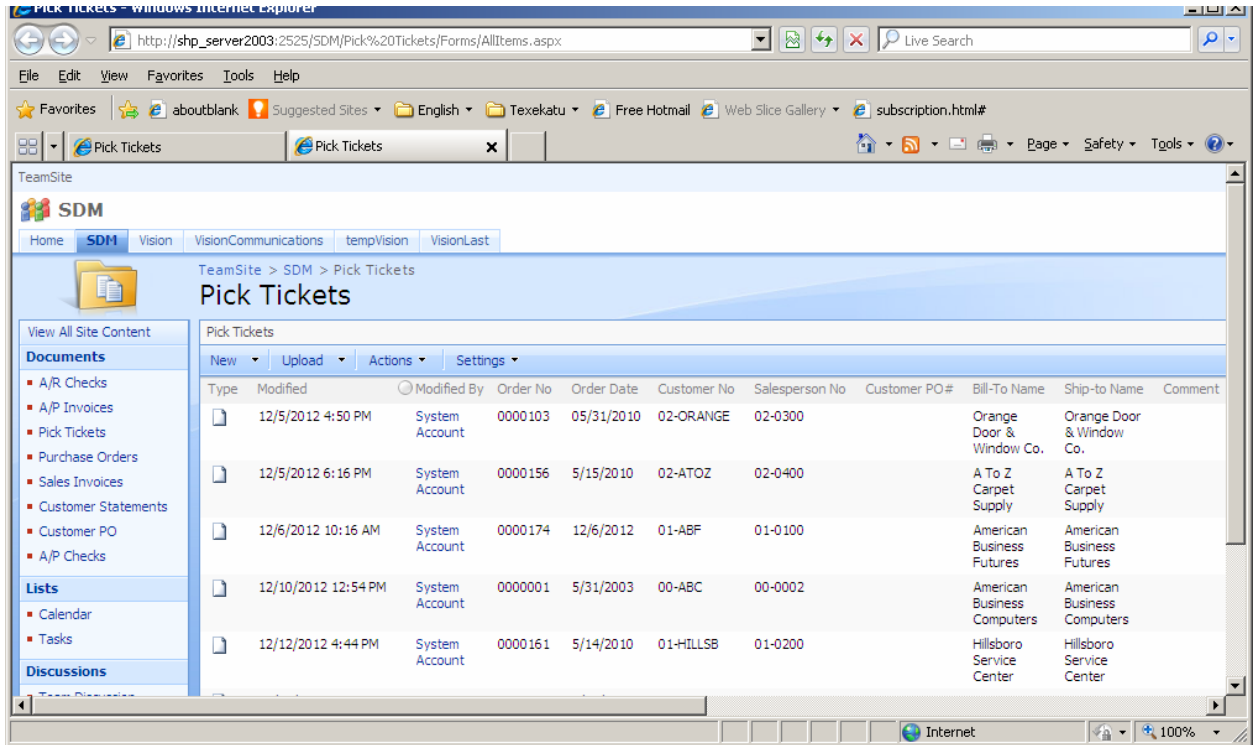 Pick Tickets - Windows Internet Explorer
http://shp_server2003:2525/SDM/Pick%20Tickets/Forms/AllItems.aspx Live Search
File Edit View Favorites Tools Help
Favorites aboutblank Suggested Sites English Texekatu Free Hotmail Web Slice Gallery subscription.html#
Pick Tickets Pick Tickets Page Safety Tools
TeamSite
SDM
Home SDM Vision VisionCommunications tempVision VisionLast
TeamSite > SDM > Pick Tickets
Pick Tickets
View All Site Content
Documents
A/R Checks
A/P Invoices
Pick Tickets
Purchase Orders
Sales Invoices
Customer Statements
Customer PO
A/P Checks
Lists
Calendar
Tasks
Discussions
Team Discussion
Pick Tickets
New Upload Actions Settings
Type Modified Modified By Order No Order Date Customer No Salesperson No Customer PO# Bill-To Name Ship-to Name Comment
12/5/2012 4:50 PM System 0000103 05/31/2010 02-ORANGE 02-0300 Orange Orange Door
Account Door & & Window
Window Co. Co.
12/5/2012 6:16 PM System 0000156 5/15/2010 02-ATOZ 02-0400 A To Z A To Z
Account Carpet Carpet
Supply Supply
12/6/2012 10:16 AM System 0000174 12/6/2012 01-ABF 01-0100 American American
Account Business Business
Futures Futures
12/10/2012 12:54 PM System 0000001 5/31/2003 00-ABC 00-0002 American American
Account Business Business
Computers Computers
12/12/2012 4:44 PM System 0000161 5/14/2010 01-HILLSB 01-0200 Hillsboro Hillsboro
Account Service Service
Center Center
Internet 100%